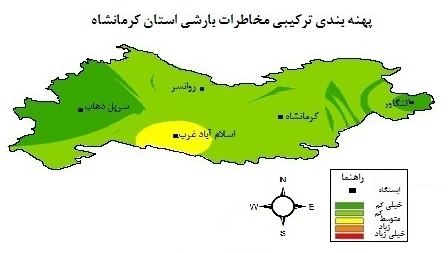 پهنه بندی ترکیبی مخاطرات بارشی استان کرمانشاه
روانسر
سرپل ذهاب
کنگاور
کرمانشاه
اسلام آباد غرب
راهنما
ایستگاه
خیلی کم
کم
متوسط
زیاد
خیلی زیاد
N
W E
S